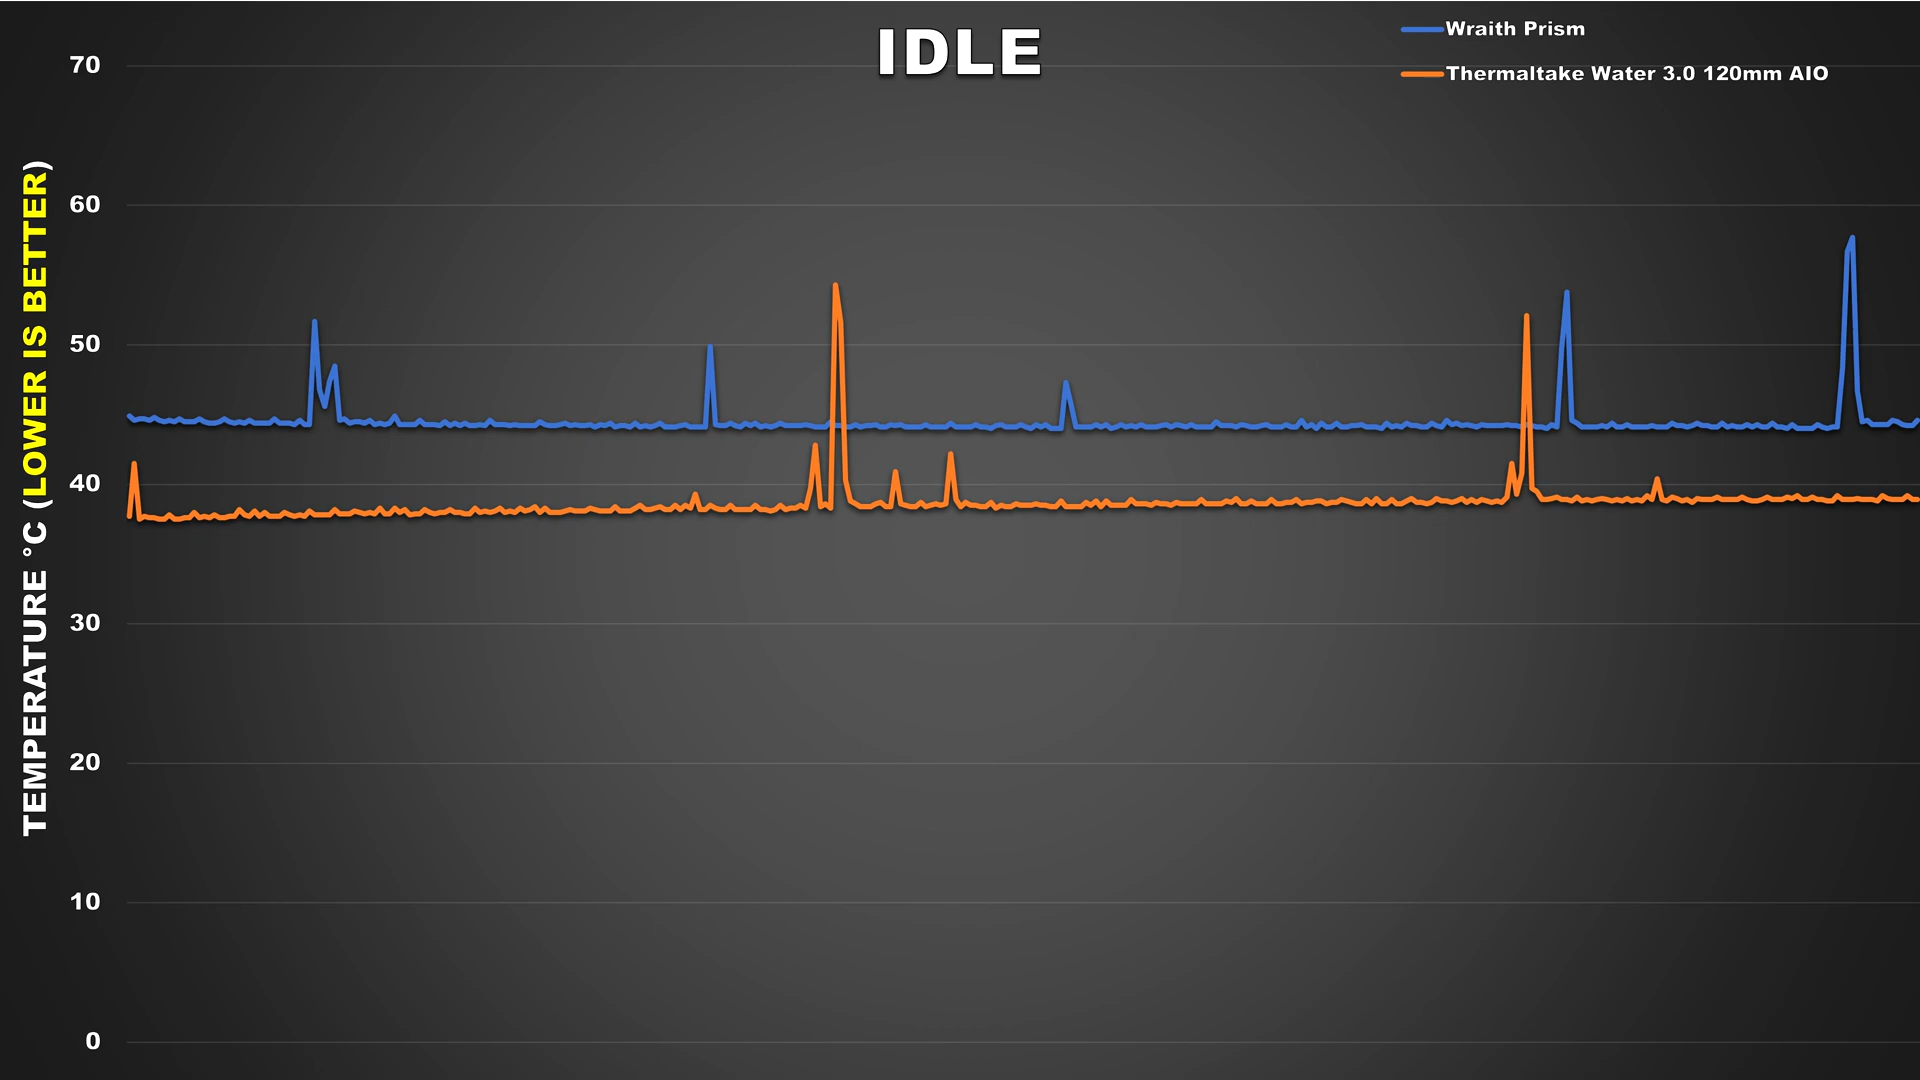 IDLE
Wraith Prism
Thermaltake Water 3.0 120mm AIO
TEMPERATURE °C (LOWER IS BETTER)
70
60
50
40
30
20
10
0